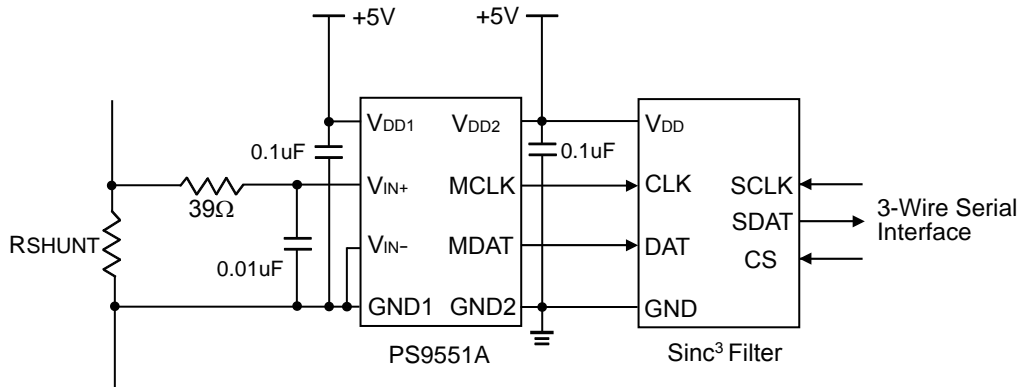 +5V
+5V
VDD1
VDD2
VDD
0.1uF
0.1uF
VIN+
MCLK
CLK
SCLK
39Ω
SDAT
3-Wire Serial
Interface
RSHUNT
VIN−
MDAT
DAT
CS
0.01uF
GND1
GND2
GND
PS9551A
Sinc³ Filter